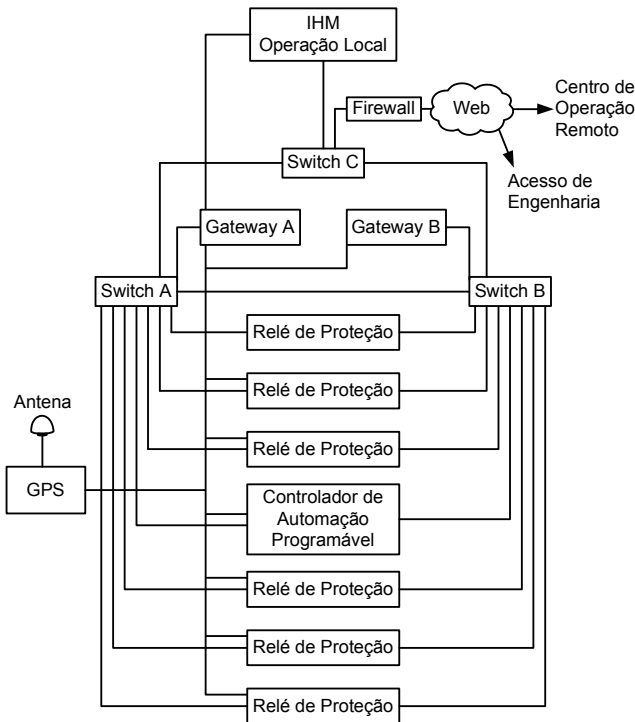 IHM
Operação Local
Firewall
Web
Centro de
Operação
Remoto
Switch C
Acesso de
Engenharia
Gateway A
Gateway B
Switch A
Switch B
Relé de Proteção
Relé de Proteção
Antena
Relé de Proteção
GPS
Controlador de
Automação
Programável
Relé de Proteção
Relé de Proteção
Relé de Proteção